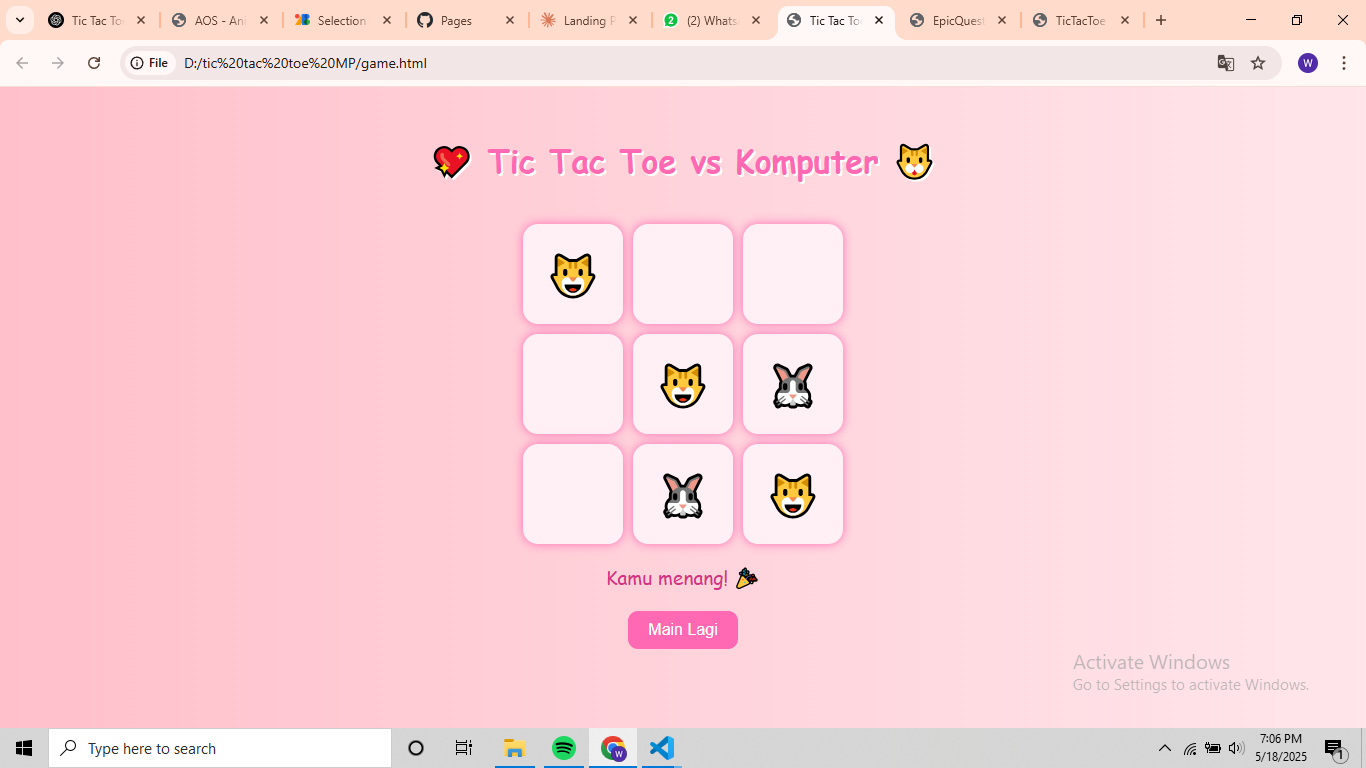 Tic Tac To
AOS - Ani
Selection
Pages
Landing P
(2) Whats
Tic Tac To
EpicQuest
TicTacToe
File
D:/tic%20tac%20toe%20MP/game.html
W
Tic Tac Toe vs Komputer
Kamu menang!
Main Lagi
Activate Windows
Go to Settings to activate Windows.
Type here to search
W
7:06 PM
5/18/2025
1